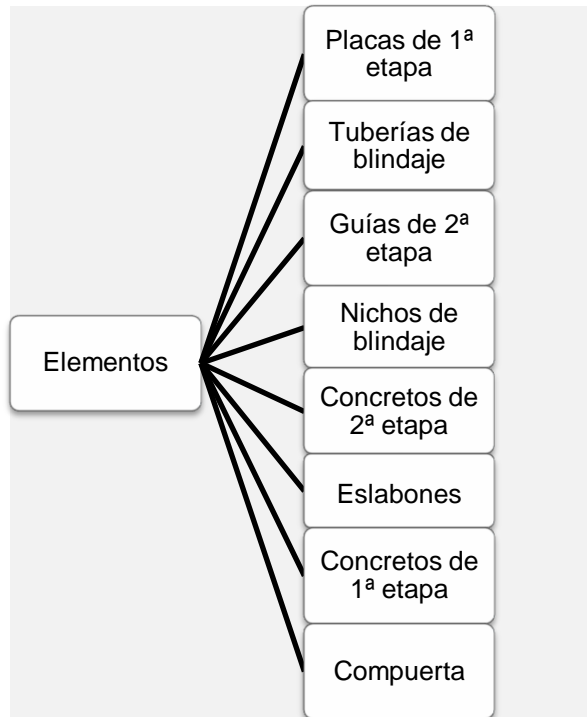 Placas de 1ª
etapa
Tuberías de
blindaje
Guías de 2ª
etapa
Nichos de
blindaje
Elementos
Concretos de
2ª etapa
Eslabones
Concretos de
1ª etapa
Compuerta